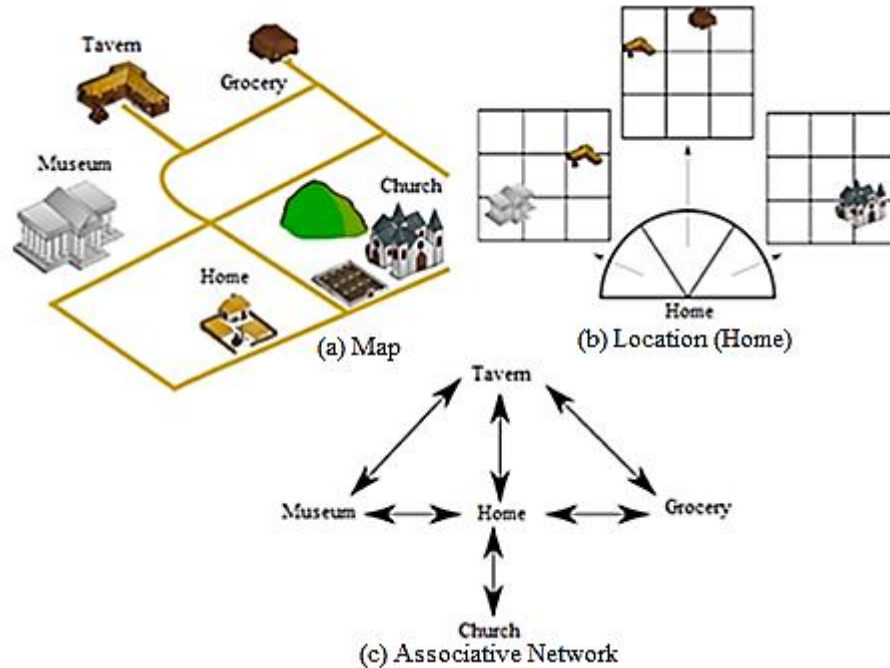 Tavern
Grocery
Museum
Church
Home
(a) Map
Home
(b) Location (Home)
Tavern
Museum
Home
Grocery
Church
(c) Associative Network